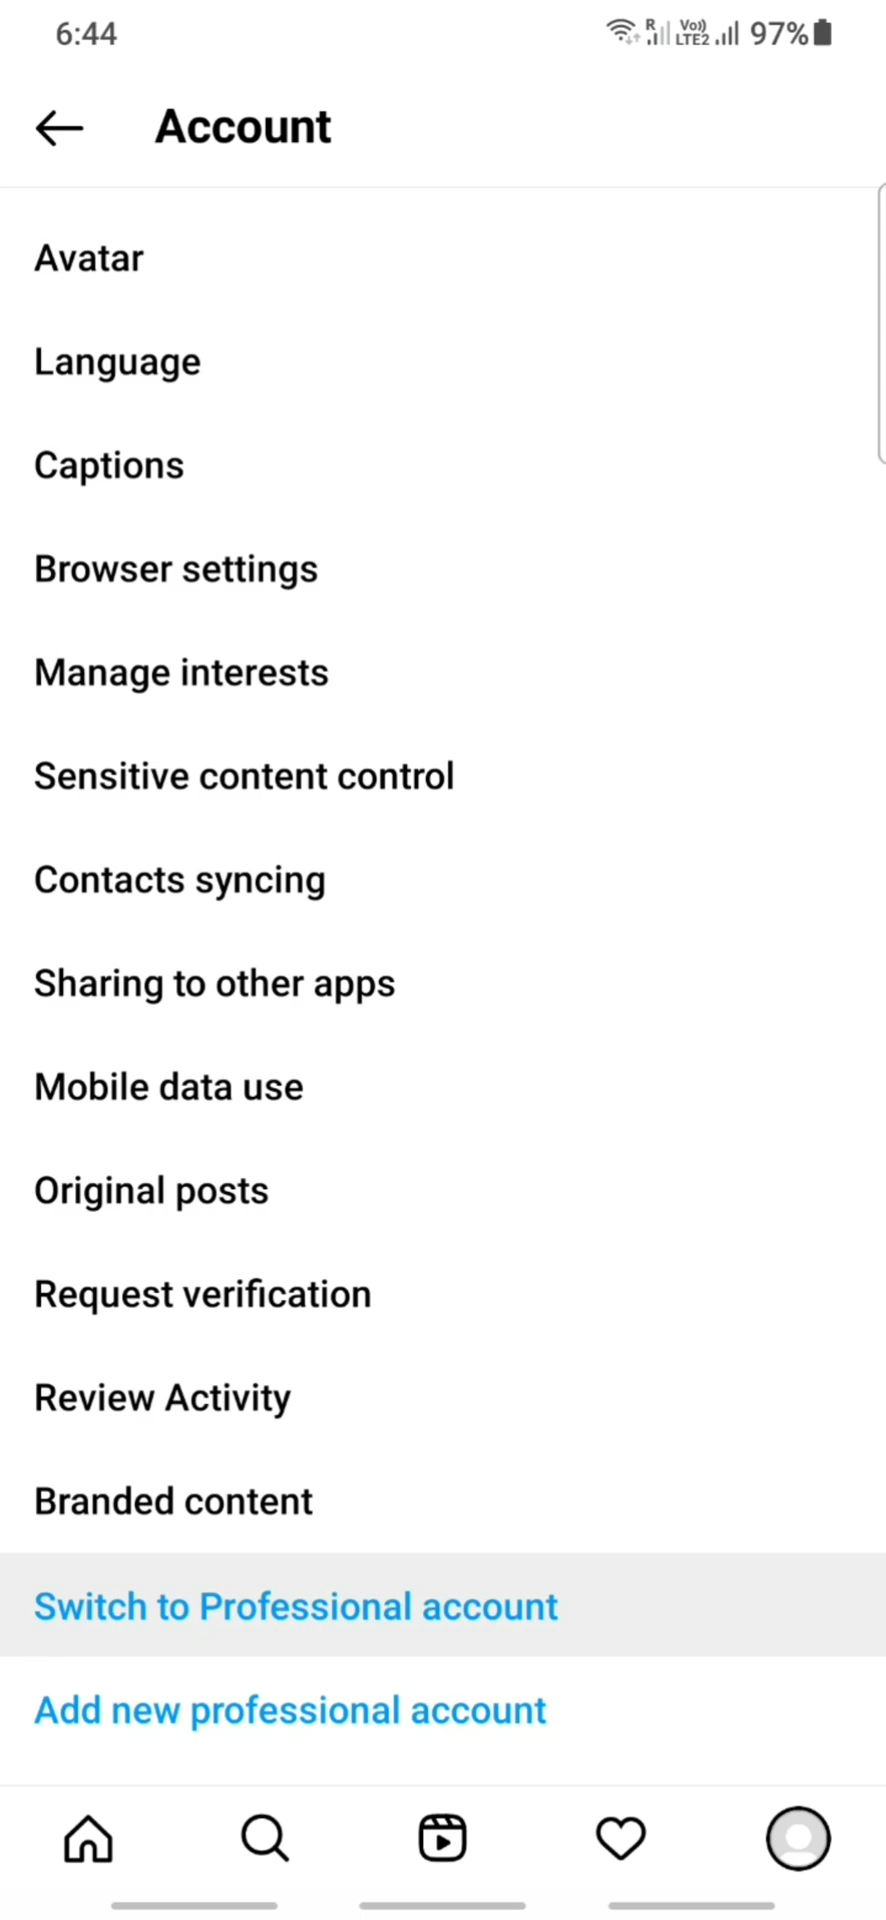 6:44
R Vo)) LTE2 97%
Account
Avatar
Language
Captions
Browser settings
Manage interests
Sensitive content control
Contacts syncing
Sharing to other apps
Mobile data use
Original posts
Request verification
Review Activity
Branded content
Switch to Professional account
Add new professional account